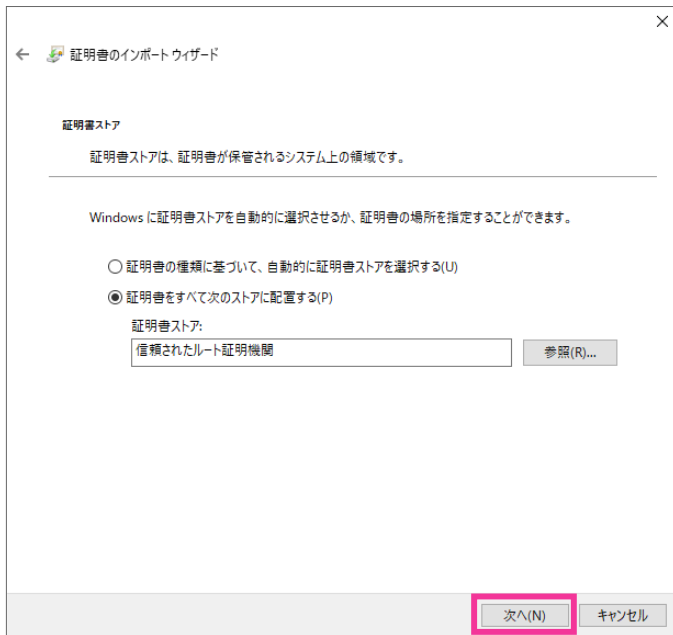 証明書のインポート ウィザード
証明書ストア
証明書ストアは、証明書が保管されるシステム上の領域です。
Windows に証明書ストアを自動的に選択させるか、証明書の場所を指定することができます。
証明書の種類に基づいて、自動的に証明書ストアを選択する(U)
証明書をすべて次のストアに配置する(P)
証明書ストア:
信頼されたルート証明機関
参照(R)...
次へ(N)
キャンセル